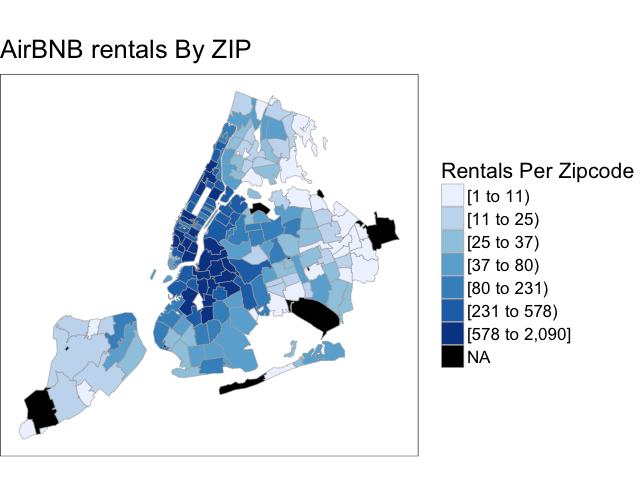 AirBNB rentals By ZIP
Rentals Per Zipcode
[1 to 11)
[11 to 25)
[25 to 37)
[37 to 80)
[80 to 231)
[231 to 578)
[578 to 2,090]
NA